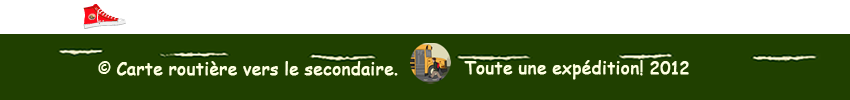 © Carte routière vers le secondaire. Toute une expédition! 2012